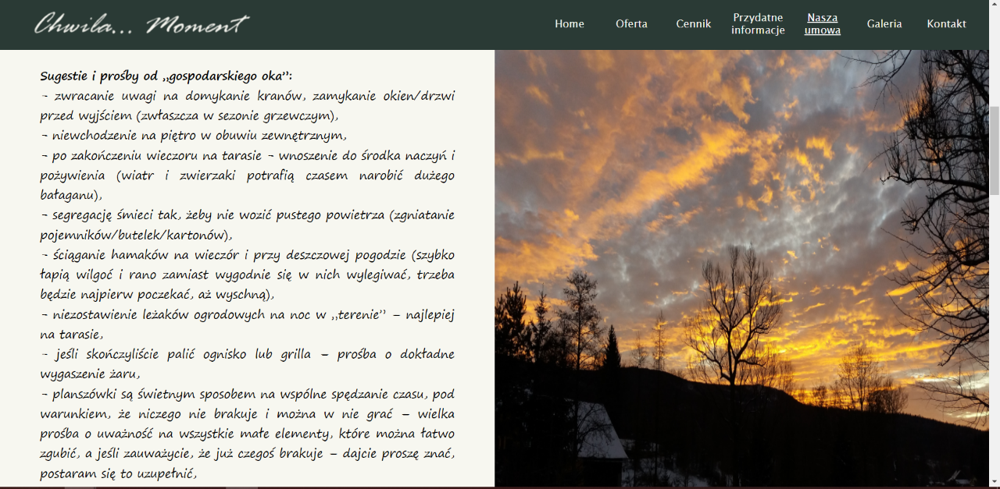 Chwila... Moment
Home
Oferta
Cennik
Przydatne
informacje
Nasza
umowa
Galeria
Kontakt
Sugestie i prośby od „gospodarskiego oka”:
- zwracanie uwagi na domykanie kranów, zamykanie okien/drzwi
przed wyjściem (zwłaszcza w sezonie grzewczym),
- niewchodzenie na piętro w obuwiu zewnętrznym,
- po zakończeniu wieczoru na tarasie - wnoszenie do środka naczyń i
pożywienia (wiatr i zwierzaki potrafią czasem narobić dużego
bałaganu),
- segregację śmieci tak, żeby nie wozić pustego powietrza (zgniatanie
pojemników/butelek/kartonów),
- ściąganie hamaków na wieczór i przy deszczowej pogodzie (szybko
łapią wilgoć i rano zamiast wygodnie się w nich wylegiwać, trzeba
będzie najpierw poczekać, aż wyschną),
- niezostawienie leżaków ogrodowych na noc w „terenie” – najlepiej
na tarasie,
- jeśli skończyliście palić ognisko lub grilla – prośba o dokładne
wygaszenie żaru,
- planszówki są świetnym sposobem na wspólne spędzanie czasu, pod
warunkiem, że niczego nie brakuje i można w nie grać – wielka
prośba o uważność na wszystkie małe elementy, które można łatwo
zgubić, a jeśli zauważycie, że już czegoś brakuje – dajcie proszę znać,
postaram się to uzupełnić,